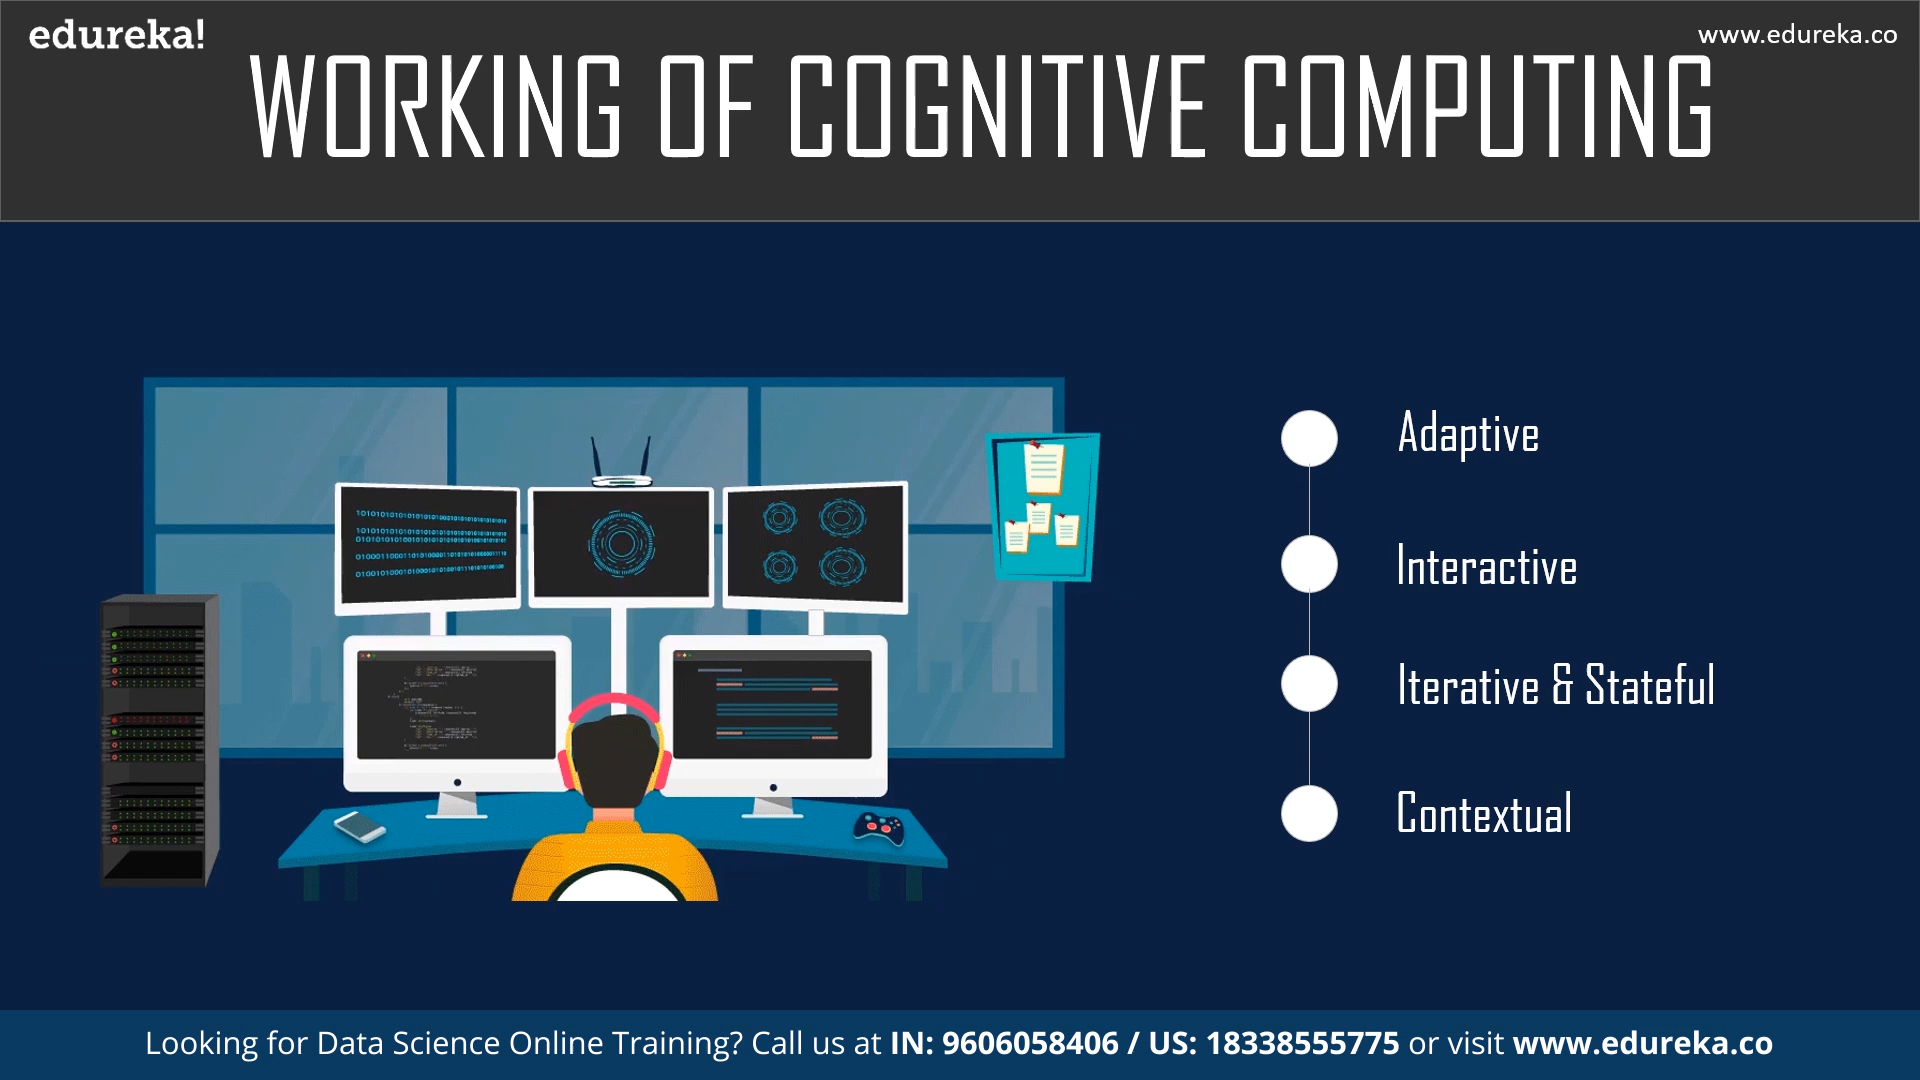 edureka!
www.edureka.co
WORKING OF COGNITIVE COMPUTING
Adaptive
Interactive
Iterative & Stateful
Contextual
Looking for Data Science Online Training? Call us at IN: 9606058406 / US: 18338555775 or visit www.edureka.co